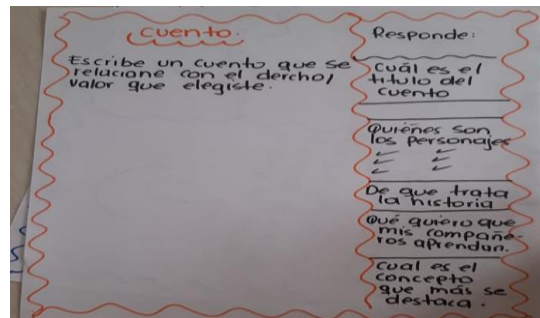 cuento.
Escribe un cuento que se
relacione con el dercho/
valor que elegiste.
Responde:
Cuál es el
titulo del
cuento
Quiénes son
los personajes
De que trata
la historia
Qué quiero que
mis compañe-
ros aprendan.
Cual es el
concepto
que más se
destaca.